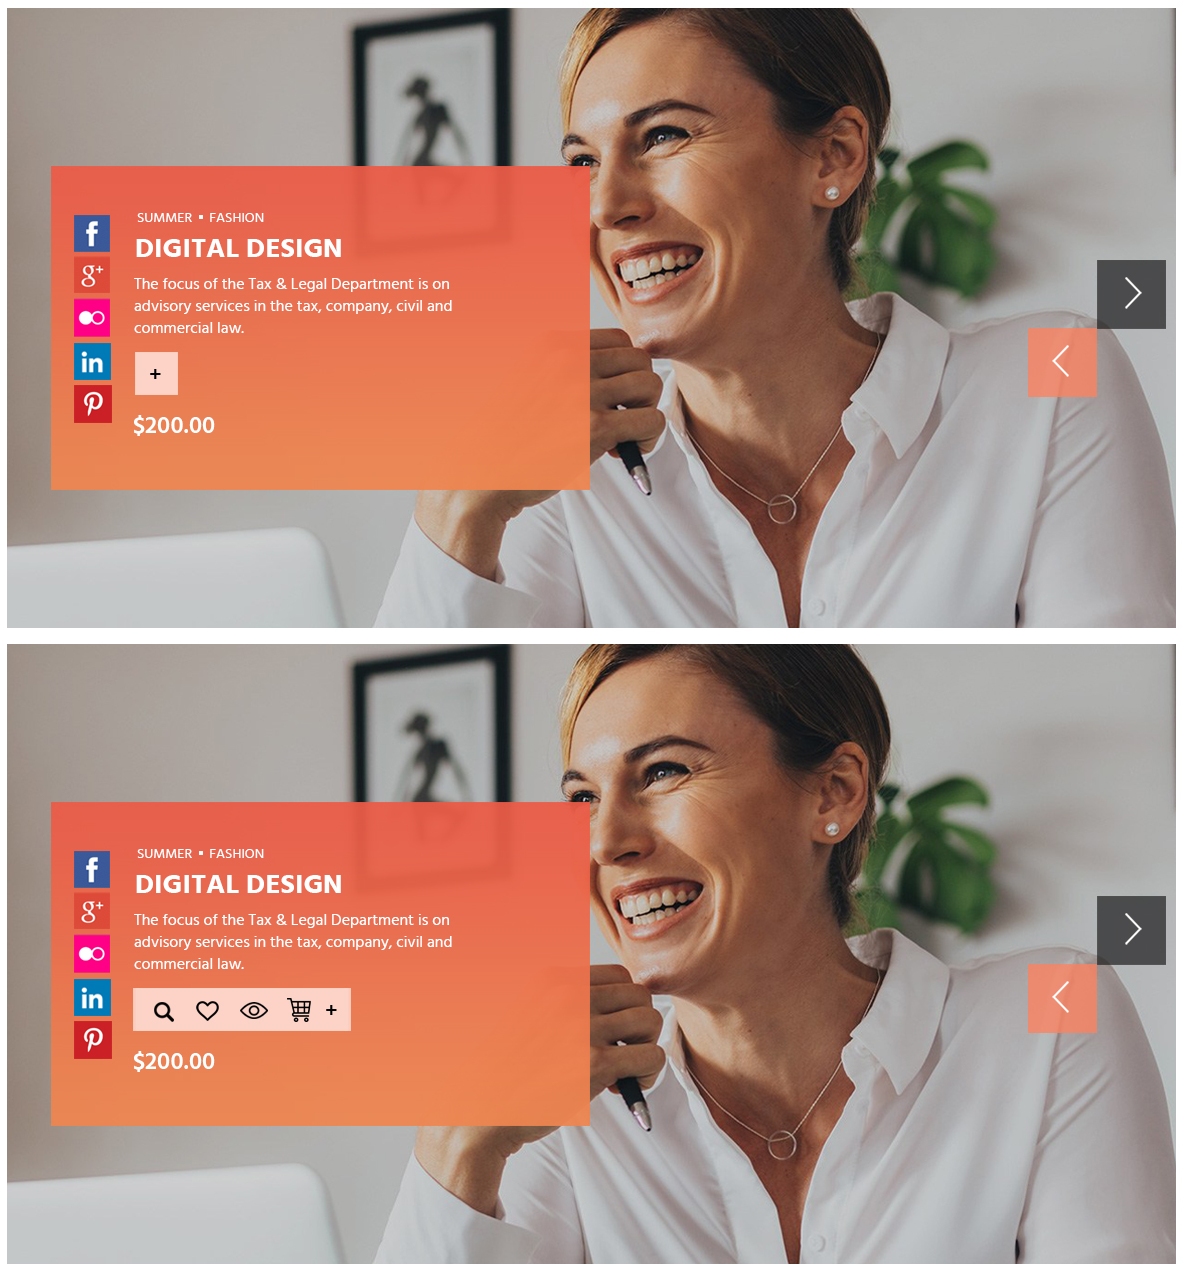 SUMMER ▪ FASHION
DIGITAL DESIGN
The focus of the Tax & Legal Department is on
advisory services in the tax, company, civil and
commercial law.
+
$200.00
f
g+
in
SUMMER ▪ FASHION
DIGITAL DESIGN
The focus of the Tax & Legal Department is on
advisory services in the tax, company, civil and
commercial law.
+
$200.00
f
g+
in